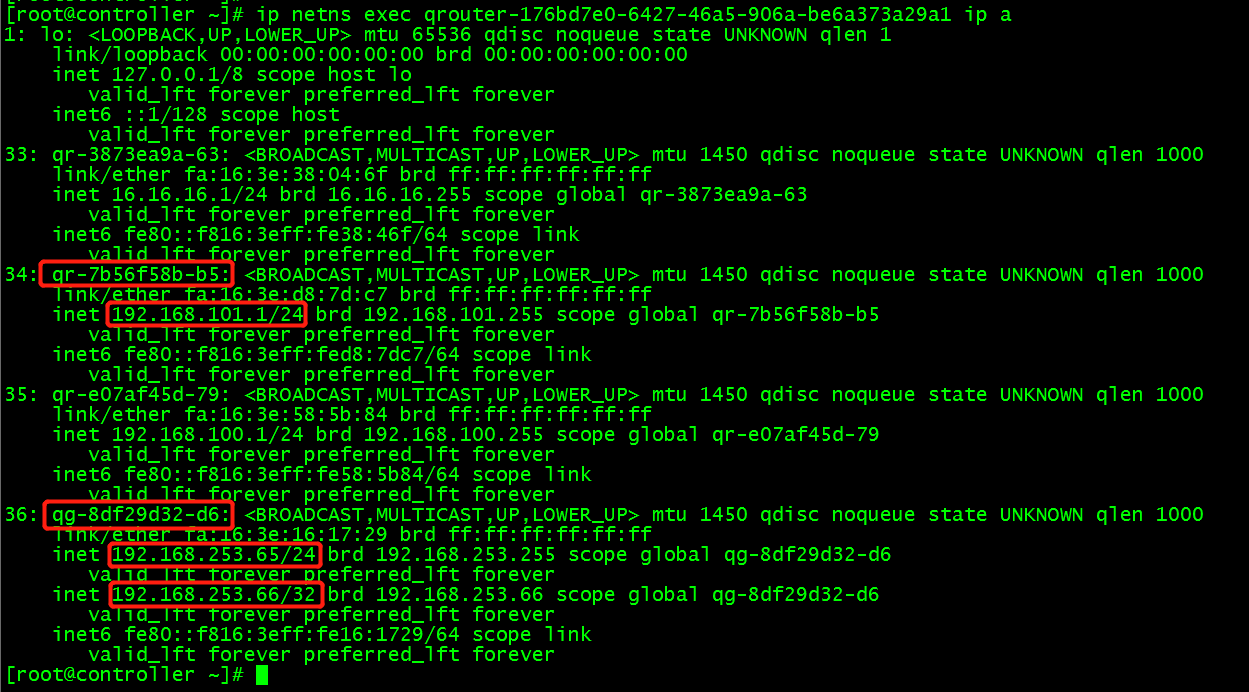 [root@controller ~]# ip netns exec qrouter-176bd7e0-6427-46a5-906a-be6a373a29a1 ip a
1: lo: <LOOPBACK,UP,LOWER_UP> mtu 65536 qdisc noqueue state UNKNOWN qlen 1
    link/loopback 00:00:00:00:00:00 brd 00:00:00:00:00:00
    inet 127.0.0.1/8 scope host lo
       valid_lft forever preferred_lft forever
    inet6 ::1/128 scope host
       valid_lft forever preferred_lft forever
33: qr-3873ea9a-63: <BROADCAST,MULTICAST,UP,LOWER_UP> mtu 1450 qdisc noqueue state UNKNOWN qlen 1000
    link/ether fa:16:3e:38:04:6f brd ff:ff:ff:ff:ff:ff
    inet 16.16.16.1/24 brd 16.16.16.255 scope global qr-3873ea9a-63
       valid_lft forever preferred_lft forever
    inet6 fe80::f816:3eff:fe38:46f/64 scope link
       valid_lft forever preferred_lft forever
34: qr-7b56f58b-b5: <BROADCAST,MULTICAST,UP,LOWER_UP> mtu 1450 qdisc noqueue state UNKNOWN qlen 1000
    link/ether fa:16:3e:d8:7d:c7 brd ff:ff:ff:ff:ff:ff
    inet 192.168.101.1/24 brd 192.168.101.255 scope global qr-7b56f58b-b5
       valid_lft forever preferred_lft forever
    inet6 fe80::f816:3eff:fed8:7dc7/64 scope link
       valid_lft forever preferred_lft forever
35: qr-e07af45d-79: <BROADCAST,MULTICAST,UP,LOWER_UP> mtu 1450 qdisc noqueue state UNKNOWN qlen 1000
    link/ether fa:16:3e:58:5b:84 brd ff:ff:ff:ff:ff:ff
    inet 192.168.100.1/24 brd 192.168.100.255 scope global qr-e07af45d-79
       valid_lft forever preferred_lft forever
    inet6 fe80::f816:3eff:fe58:5b84/64 scope link
       valid_lft forever preferred_lft forever
36: qg-8df29d32-d6: <BROADCAST,MULTICAST,UP,LOWER_UP> mtu 1450 qdisc noqueue state UNKNOWN qlen 1000
    link/ether fa:16:3e:16:17:29 brd ff:ff:ff:ff:ff:ff
    inet 192.168.253.65/24 brd 192.168.253.255 scope global qg-8df29d32-d6
       valid_lft forever preferred_lft forever
    inet 192.168.253.66/32 brd 192.168.253.66 scope global qg-8df29d32-d6
       valid_lft forever preferred_lft forever
    inet6 fe80::f816:3eff:fe16:1729/64 scope link
       valid_lft forever preferred_lft forever
[root@controller ~]#